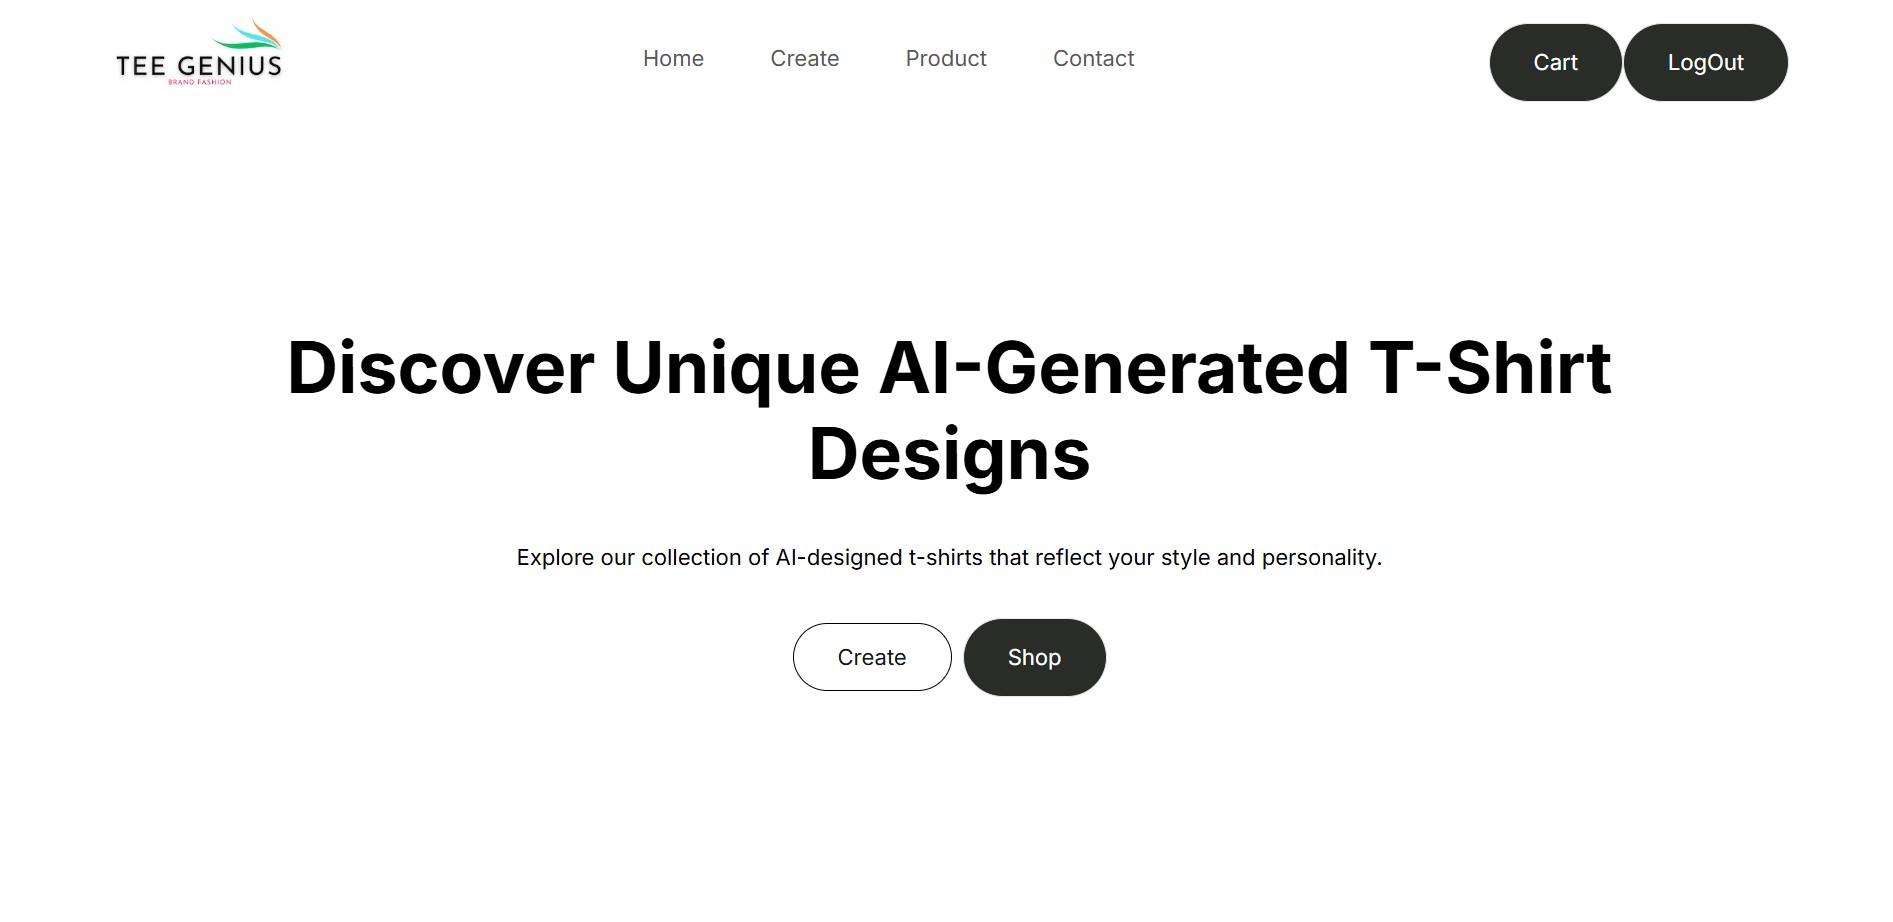 TEE GENIUS
BRAND FASHION
Home Create Product Contact
Cart LogOut
Discover Unique AI-Generated T-Shirt
Designs
Explore our collection of AI-designed t-shirts that reflect your style and personality.
Create Shop